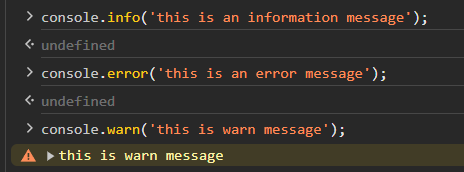 console.info('this is an information message');
undefined
console.error('this is an error message');
undefined
console.warn('this is warn message');
this is warn message